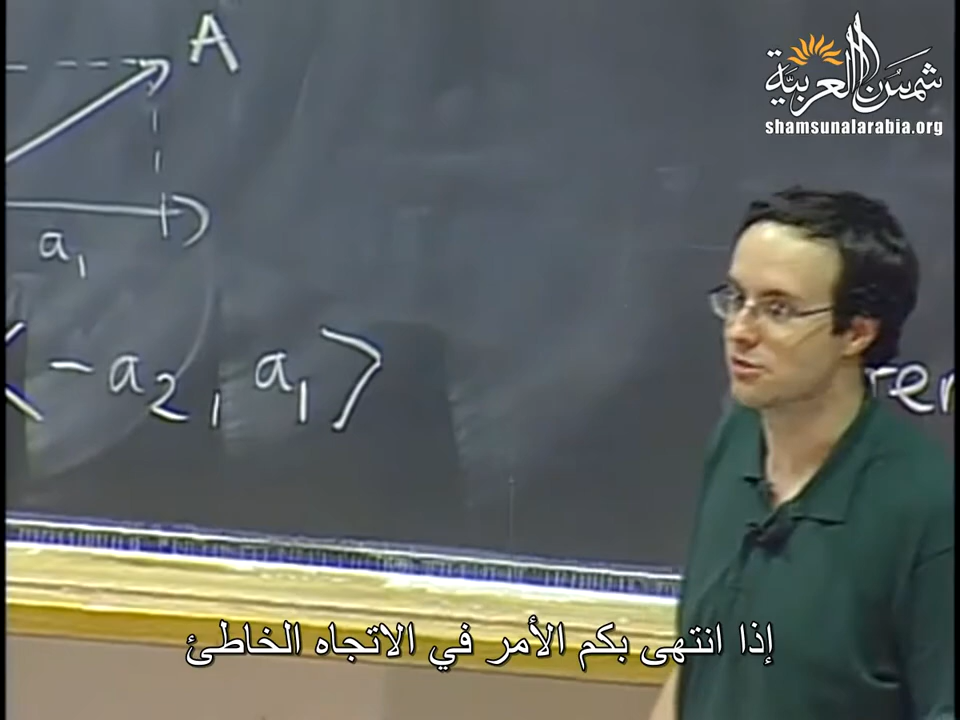 A
شمس العربية
shamsunalarabia.org
a₁
⟨-a₂, a₁⟩
إذا انتهى بكم الأمر في الاتجاه الخاطئ